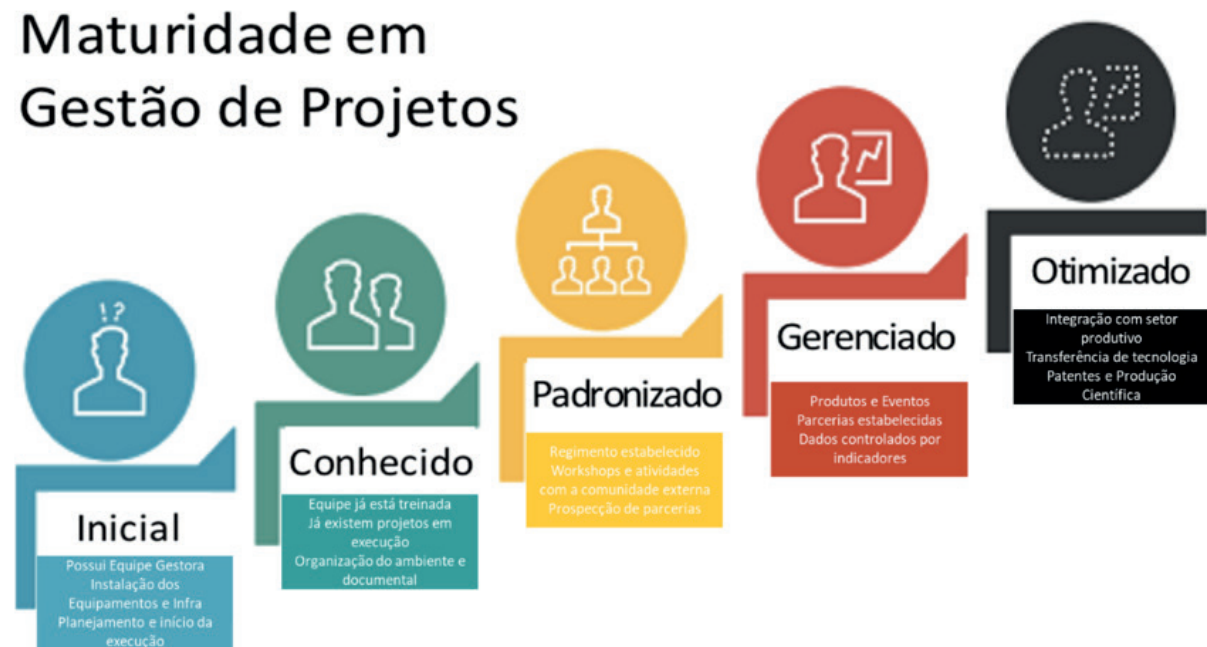 Maturidade em
Gestão de Projetos
!?
Inicial
Possui Equipe Gestora
Instalação dos
Equipamentos e Infra
Planejamento e início da
execução
Conhecido
Equipe já está treinada
Já existem projetos em
execução
Organização do ambiente e
documental
Padronizado
Regimento estabelecido
Workshops e atividades
com a comunidade externa
Prospecção de parcerias
Gerenciado
Produtos e Eventos
Parcerias estabelecidas
Dados controlados por
indicadores
Otimizado
Integração com setor
produtivo
Transferência de tecnologia
Patentes e Produção
Científica